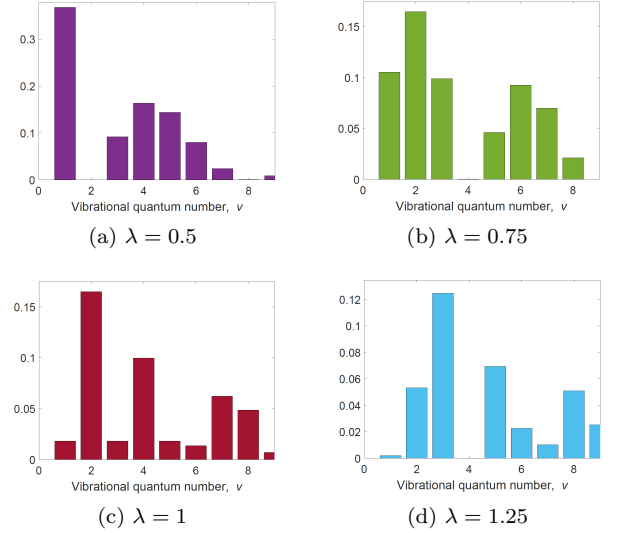 0.3
0.2
0.1
0
0 2 4 6 8
Vibrational quantum number, v
(a) λ = 0.5
0.15
0.1
0.05
0
0 2 4 6 8
Vibrational quantum number, v
(b) λ = 0.75
0.15
0.1
0.05
0
0 2 4 6 8
Vibrational quantum number, v
(c) λ = 1
0.12
0.1
0.08
0.06
0.04
0.02
0
0 2 4 6 8
Vibrational quantum number, v
(d) λ = 1.25